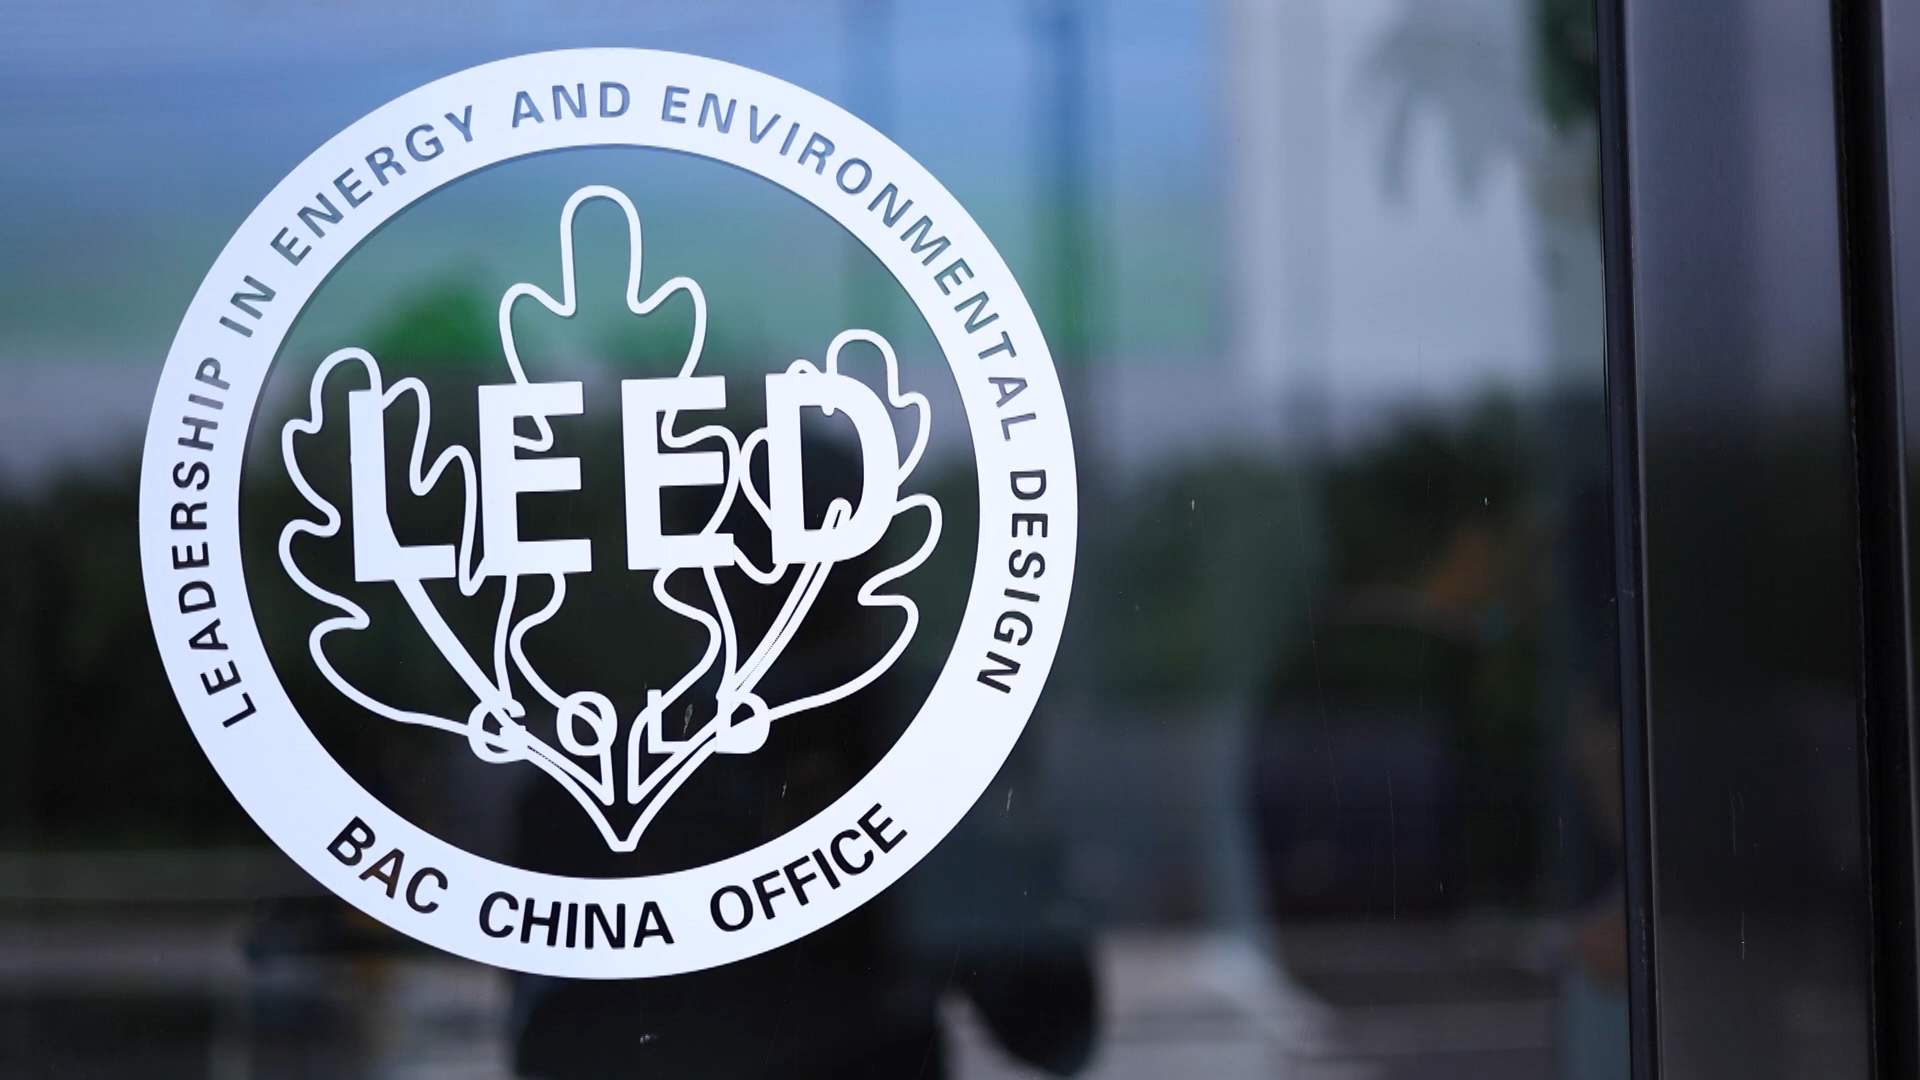 LEADERSHIP IN ENERGY AND ENVIRONMENTAL DESIGN
LEED
GOLD
BAC CHINA OFFICE